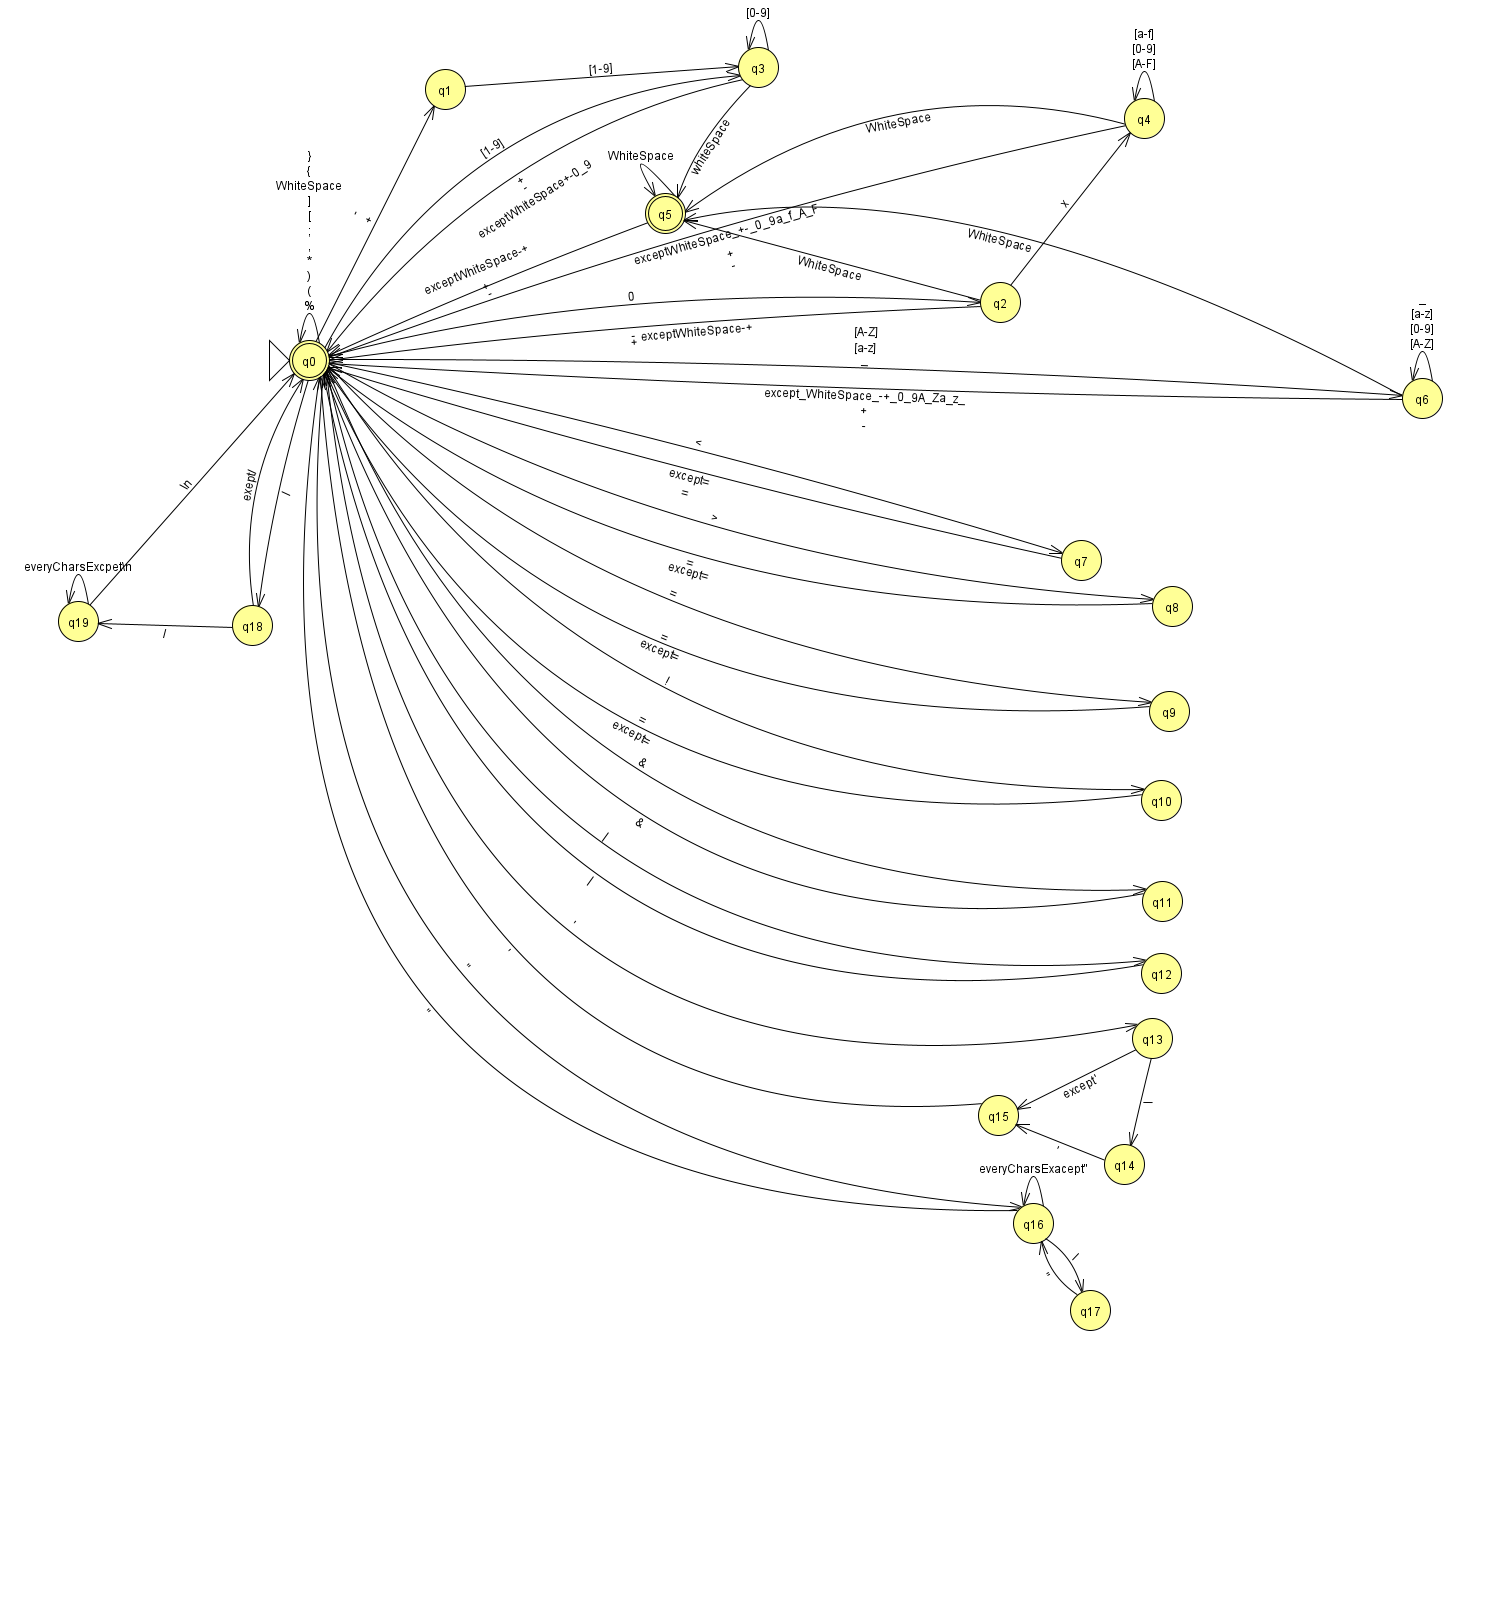 [0-9]
q3
[a-f]
[0-9]
[A-F]
q4
q1
[1-9]
[1-9]
WhiteSpace
whiteSpace
}
{
WhiteSpace
]
[
;
,
*
)
(
%
-
+
+
-
exceptWhiteSpace+-0_9
WhiteSpace
q5
x
exceptWhiteSpace_+-_0_9a_f_A_F
+
-
WhiteSpace
WhiteSpace
exceptWhiteSpace-+
+
-
0
q2
- exceptWhiteSpace-+
+
_
[a-z]
[0-9]
[A-Z]
q6
[A-Z]
[a-z]
_
except_WhiteSpace_-+_0_9A_Za_z_
+
-
q0
<
except=
=
>
\n
exept/
/
everyCharsExcpet\n
q19
/
q18
q7
=
except=
=
q8
=
except=
!
q9
=
except=
&
q10
&
|
|
q11
'
'
q12
"
"
q13
except'
\
q15
'
q14
everyCharsExacept"
q16
\
"
q17